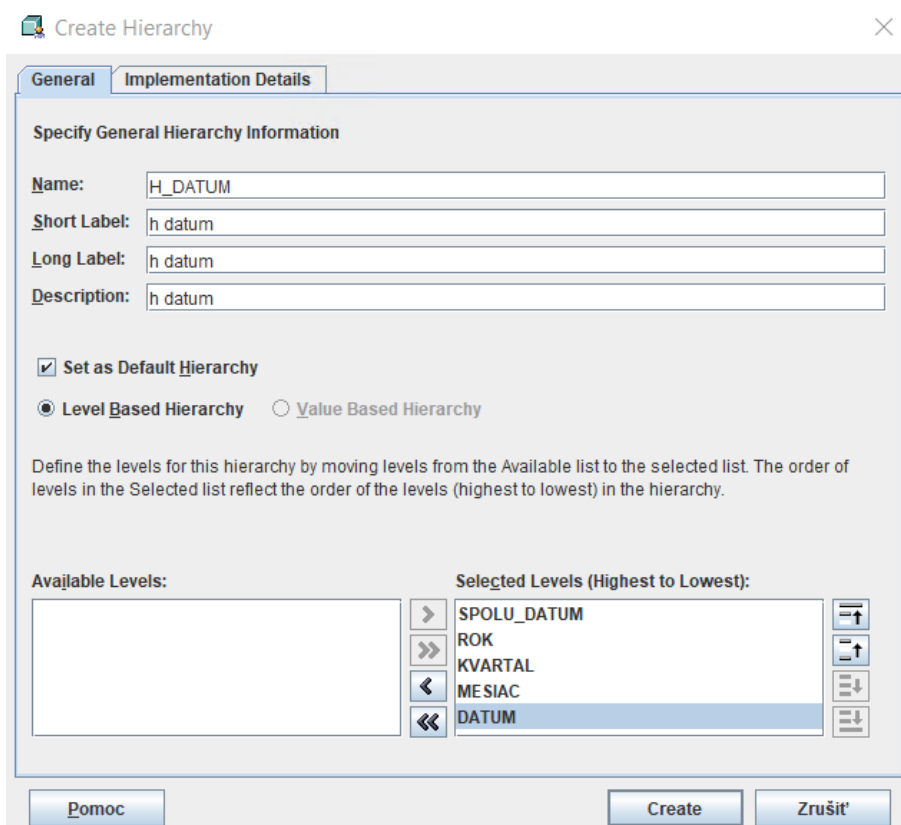 Create Hierarchy
General
Implementation Details
Specify General Hierarchy Information
Name: H_DATUM
Short Label: h datum
Long Label: h datum
Description: h datum
Set as Default Hierarchy
Level Based Hierarchy
Value Based Hierarchy
Define the levels for this hierarchy by moving levels from the Available list to the selected list. The order of
levels in the Selected list reflect the order of the levels (highest to lowest) in the hierarchy.
Available Levels:
Selected Levels (Highest to Lowest):
SPOLU_DATUM
ROK
KVARTAL
MESIAC
DATUM
Pomoc
Create
Zrušiť